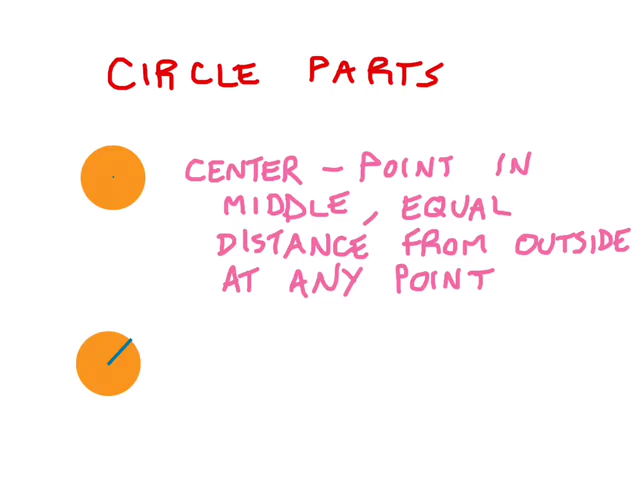 CIRCLE PARTS
CENTER – POINT IN
MIDDLE, EQUAL
DISTANCE FROM OUTSIDE
AT ANY POINT